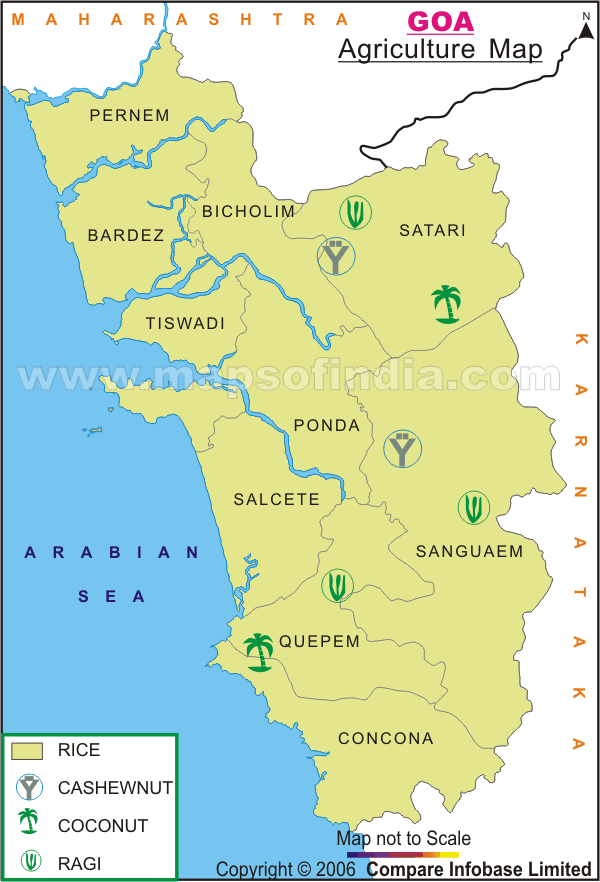 MAHARASHTRA
GOA
Agriculture Map
N
PERNEM
BICHOLIM
BARDEZ
SATARI
TISWADI
www.mapsofindia.com
KARNATAKA
PONDA
SALCETE
ARABIAN
SEA
SANGUAEM
QUEPEM
CONCONA
RICE
CASHEWNUT
COCONUT
RAGI
Map not to Scale
Copyright © 2006 Compare Infobase Limited